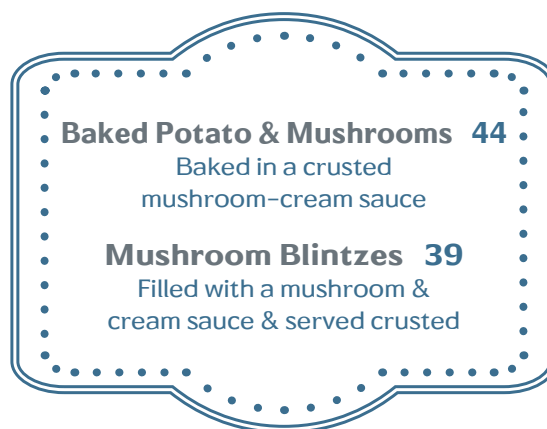 Baked Potato & Mushrooms 44
Baked in a crusted
mushroom-cream sauce
Mushroom Blintzes 39
Filled with a mushroom &
cream sauce & served crusted